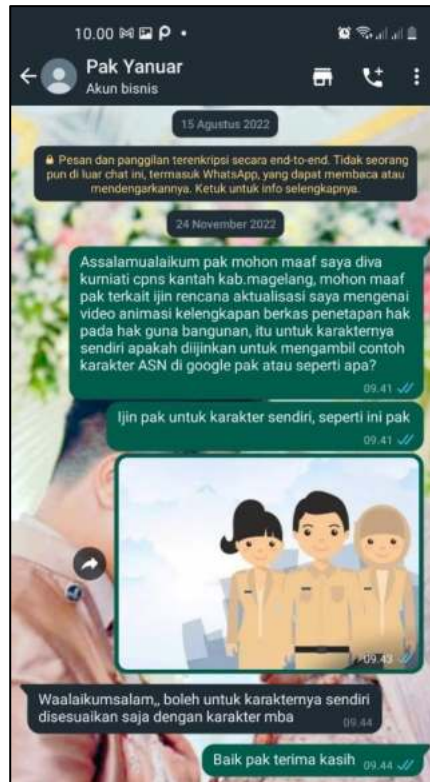 10.00
Pak Yanuar
Akun bisnis
15 Agustus 2022
Pesan dan panggilan terenkripsi secara end-to-end. Tidak seorang
pun di luar chat ini, termasuk WhatsApp, yang dapat membaca atau
mendengarkannya. Ketuk untuk info selengkapnya.
24 November 2022
Assalamualaikum pak mohon maaf saya diva
kurniati cpns kantah kab.magelang, mohon maaf
pak terkait ijin rencana aktualisasi saya mengenai
video animasi kelengkapan berkas penetapan hak
pada hak guna bangunan, itu untuk karakternya
sendiri apakah diijinkan untuk mengambil contoh
karakter ASN di google pak atau seperti apa?
09.41
Ijin pak untuk karakter sendiri, seperti ini pak
09.41
09.43
Waalaikumsalam,, boleh untuk karakternya sendiri
disesuaikan saja dengan karakter mba
09.44
Baik pak terima kasih 09.44